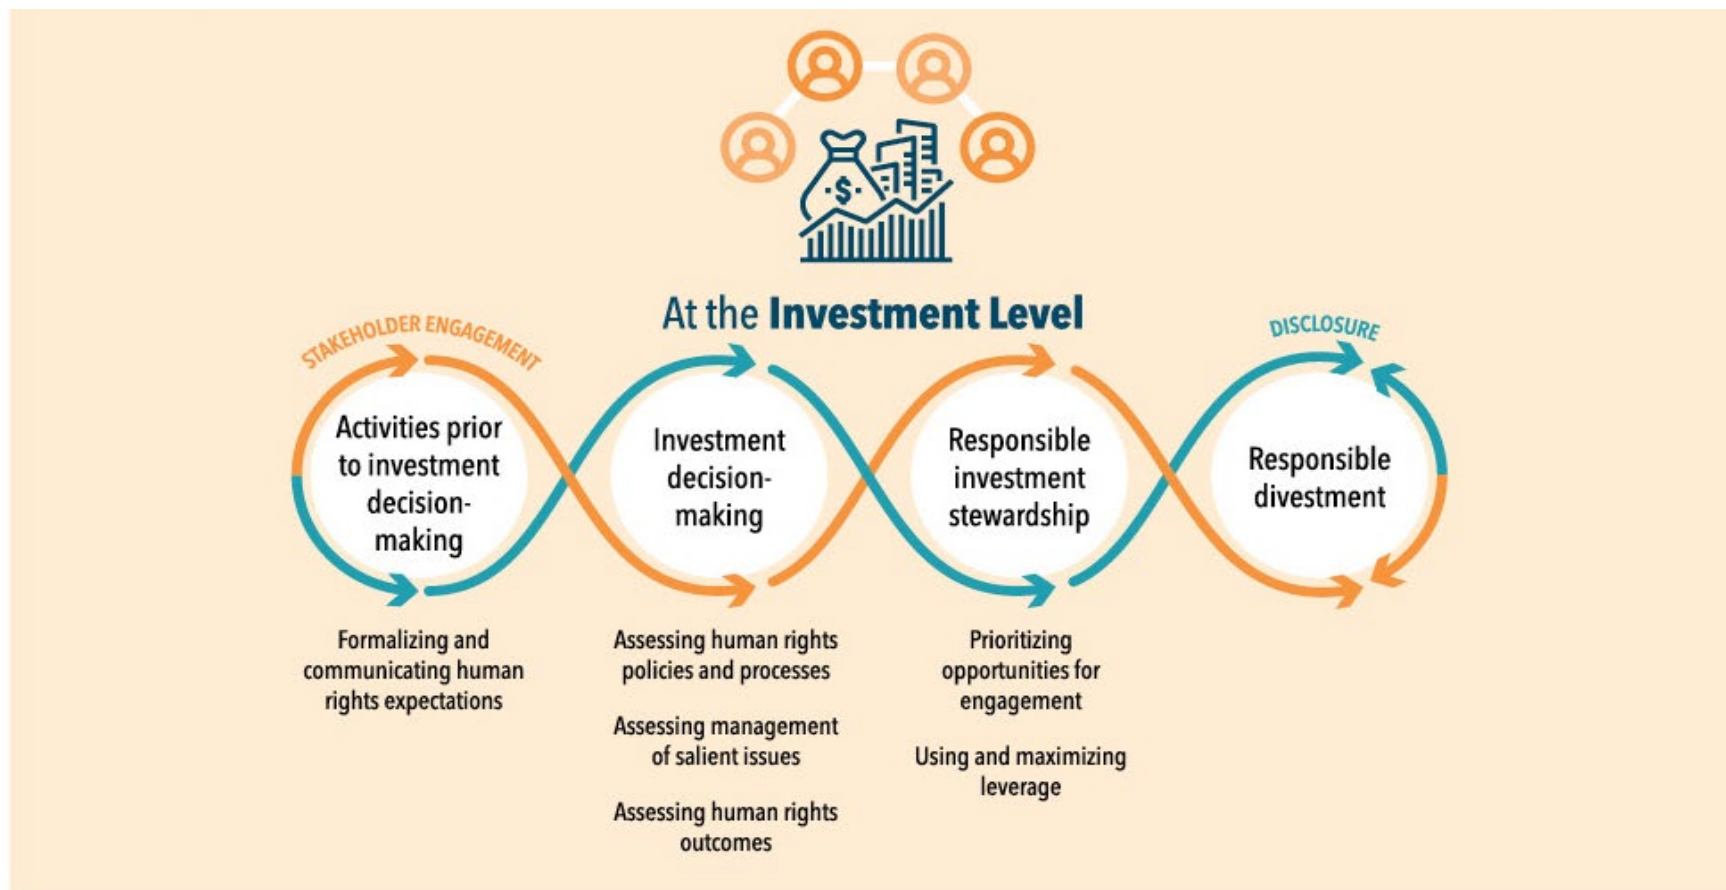 At the Investment Level
STAKEHOLDER ENGAGEMENT
DISCLOSURE
Activities prior
to investment
decision-
making
Investment
decision-
making
Responsible
investment
stewardship
Responsible
divestment
Formalizing and
communicating human
rights expectations
Assessing human rights
policies and processes
Assessing management
of salient issues
Assessing human rights
outcomes
Prioritizing
opportunities for
engagement
Using and maximizing
leverage
$